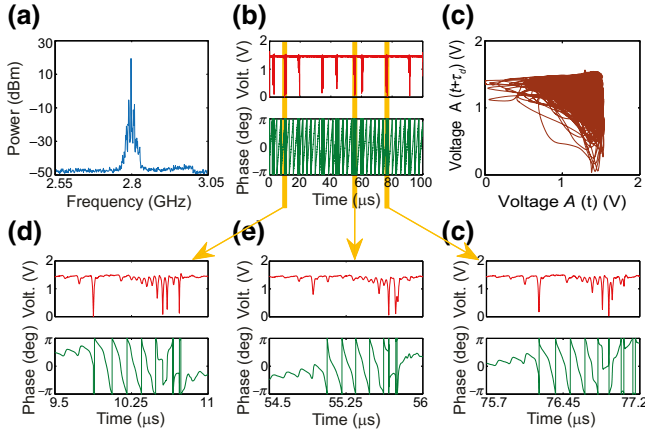 (a)
30
10
−10
−30
−50
Power (dBm)
2.55
2.8
3.05
Frequency (GHz)
(b)
2
1
0
Volt. (V)
π
0
−π
Phase (deg)
0
20
40
60
80
100
Time (μs)
(c)
2
1
0
Voltage A (t+τd) (V)
0
1
2
Voltage A (t) (V)
(d)
2
1
0
Volt. (V)
π
−π
Phase (deg)
9.5
10.25
11
Time (μs)
(e)
2
1
0
Volt. (V)
π
−π
Phase (deg)
54.5
55.25
56
Time (μs)
(c)
2
1
0
Volt. (V)
π
−π
Phase (deg)
75.7
76.45
77.2
Time (μs)